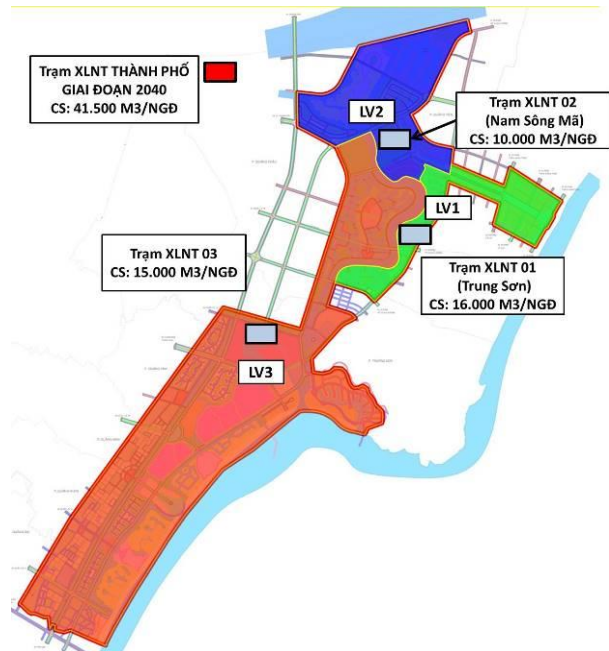 Trạm XLNT THÀNH PHỐ
GIAI ĐOẠN 2040
CS: 41.500 M3/NGĐ
LV2
Trạm XLNT 02
(Nam Sông Mã)
CS: 10.000 M3/NGĐ
LV1
Trạm XLNT 03
CS: 15.000 M3/NGĐ
Trạm XLNT 01
(Trung Sơn)
CS: 16.000 M3/NGĐ
LV3